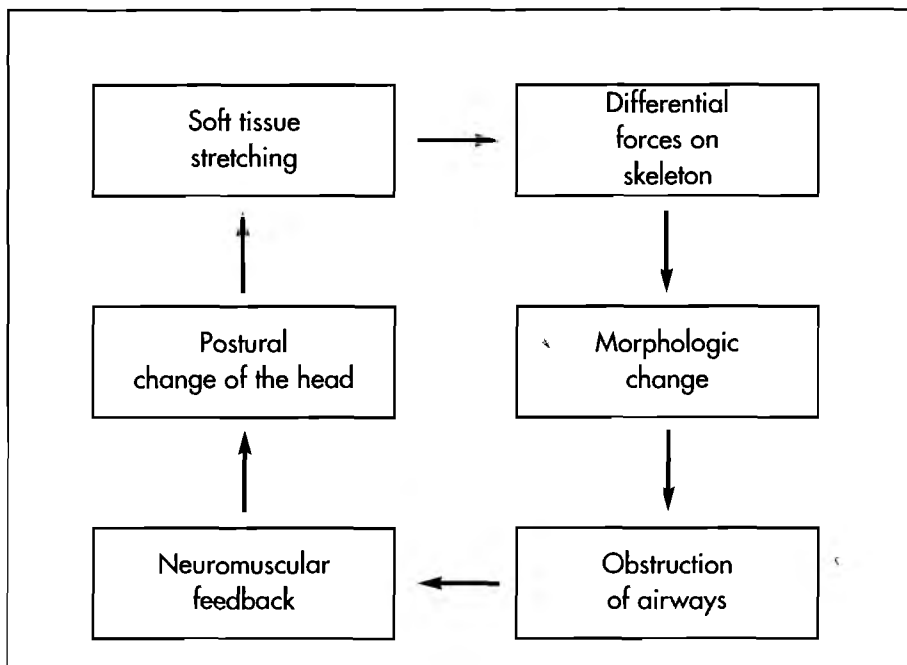 Soft tissue
stretching
Differential
forces on
skeleton
Postural
change of the head
Morphologic
change
Neuromuscular
feedback
Obstruction
of airways